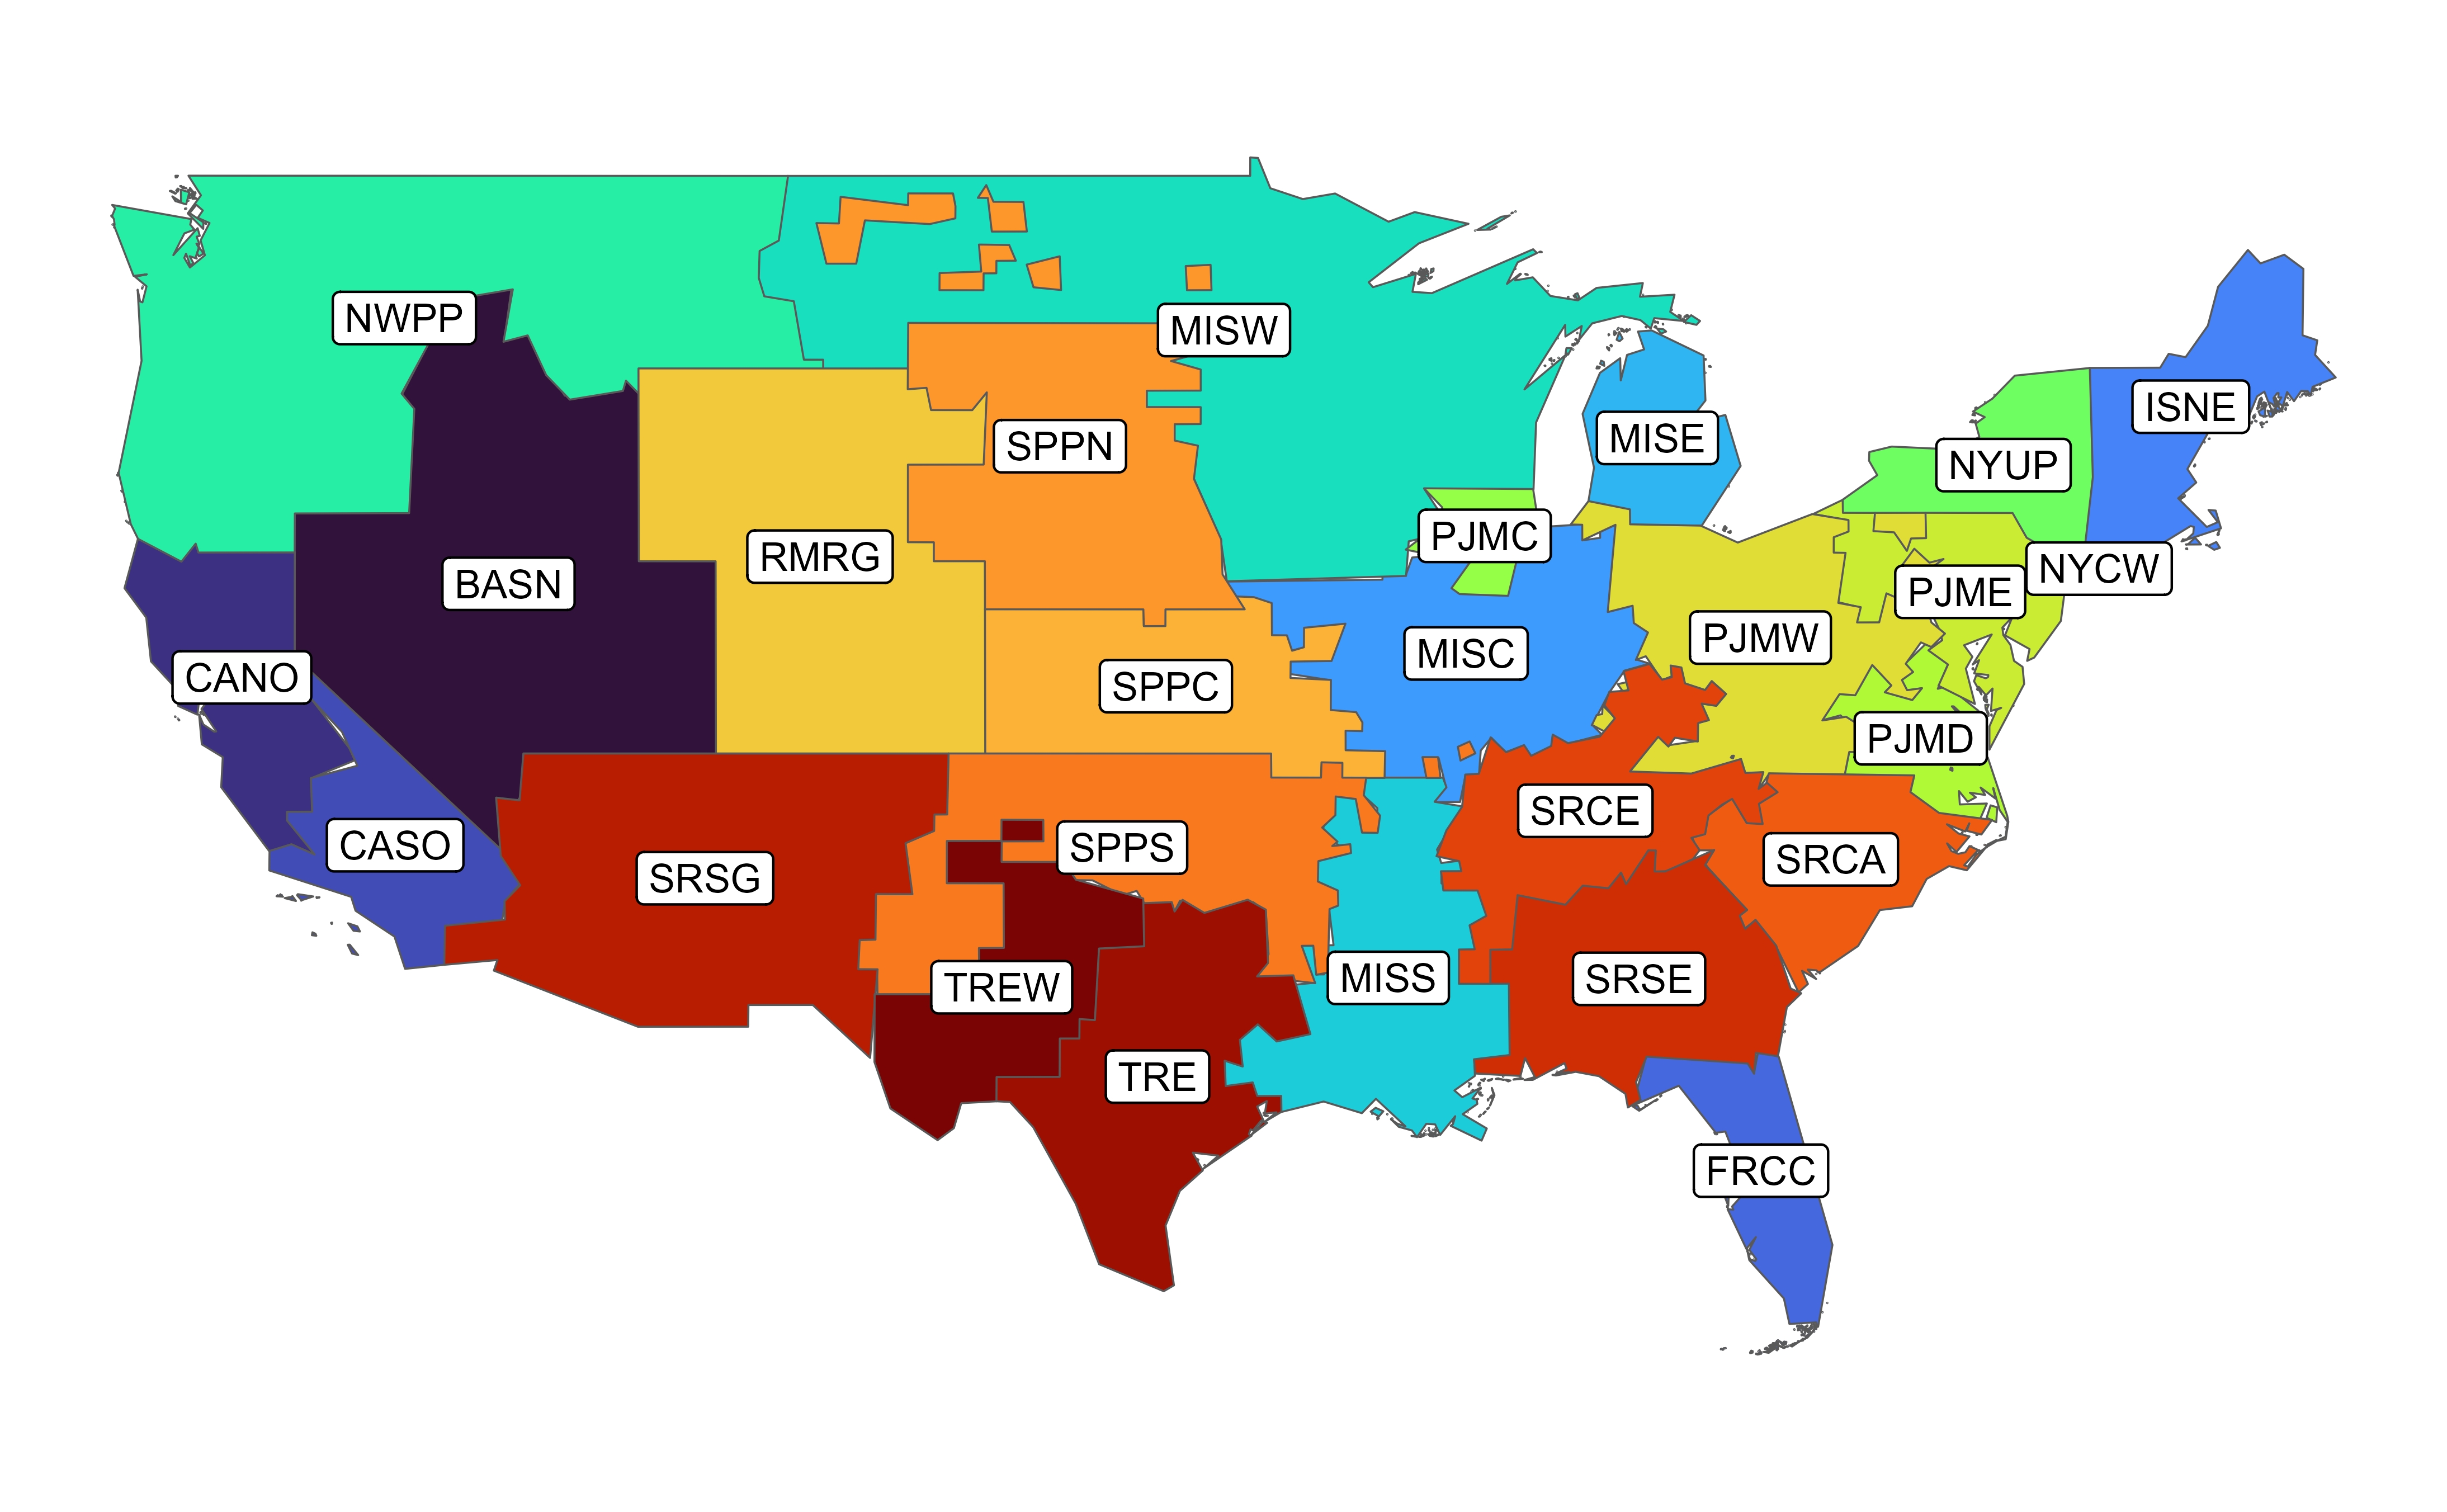 NWPP
MISW
ISNE
MISE
SPPN
NYUP
PJMC
RMRG
NYCW
BASN
PJME
PJMW
MISC
CANO
SPPC
PJMD
SRCE
CASO
SPPS
SRCA
SRSG
MISS
SRSE
TREW
TRE
FRCC